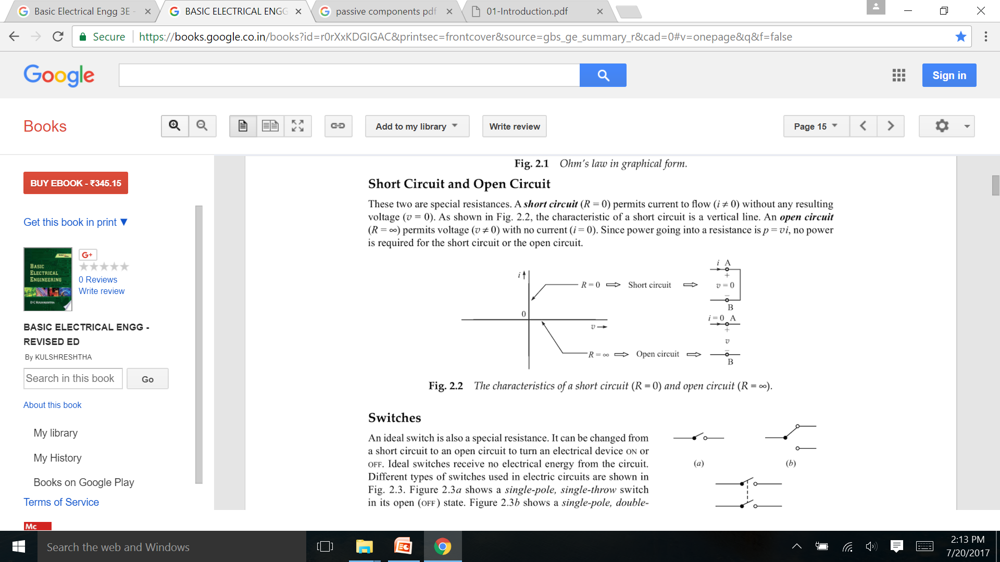 Basic Electrical Engg 3E -
BASIC ELECTRICAL ENGG
passive components pdf
01-Introduction.pdf
Secure
https://books.google.co.in/books?id=r0rXxKDGIGAC&printsec=frontcover&source=gbs_ge_summary_r&cad=0#v=onepage&q&f=false
Google
Sign in
Books
Add to my library
Write review
Page 15
BUY EBOOK - ₹345.15
Get this book in print ▼
BASIC
ELECTRICAL
ENGINEERING
D C KULSHRESHTHA
G+
0 Reviews
Write review
BASIC ELECTRICAL ENGG -
REVISED ED
By KULSHRESHTHA
Search in this book
Go
About this book
My library
My History
Books on Google Play
Terms of Service
Mc
Fig. 2.1 Ohm's law in graphical form.
Short Circuit and Open Circuit
These two are special resistances. A short circuit (R = 0) permits current to flow (i ≠ 0) without any resulting
voltage (v = 0). As shown in Fig. 2.2, the characteristic of a short circuit is a vertical line. An open circuit
(R = ∞) permits voltage (v ≠ 0) with no current (i = 0). Since power going into a resistance is p = vi, no power
is required for the short circuit or the open circuit.
i
0
v
R = 0 ⇒ Short circuit ⇒
i A
+
v = 0
–
B
R = ∞ ⇒ Open circuit ⇒
i = 0 A
+
v
–
B
Fig. 2.2 The characteristics of a short circuit (R = 0) and open circuit (R = ∞).
Switches
An ideal switch is also a special resistance. It can be changed from
a short circuit to an open circuit to turn an electrical device ON or
OFF. Ideal switches receive no electrical energy from the circuit.
Different types of switches used in electric circuits are shown in
Fig. 2.3. Figure 2.3a shows a single-pole, single-throw switch
in its open (OFF) state. Figure 2.3b shows a single-pole, double-
(a)
(b)
Search the web and Windows
2:13 PM
7/20/2017